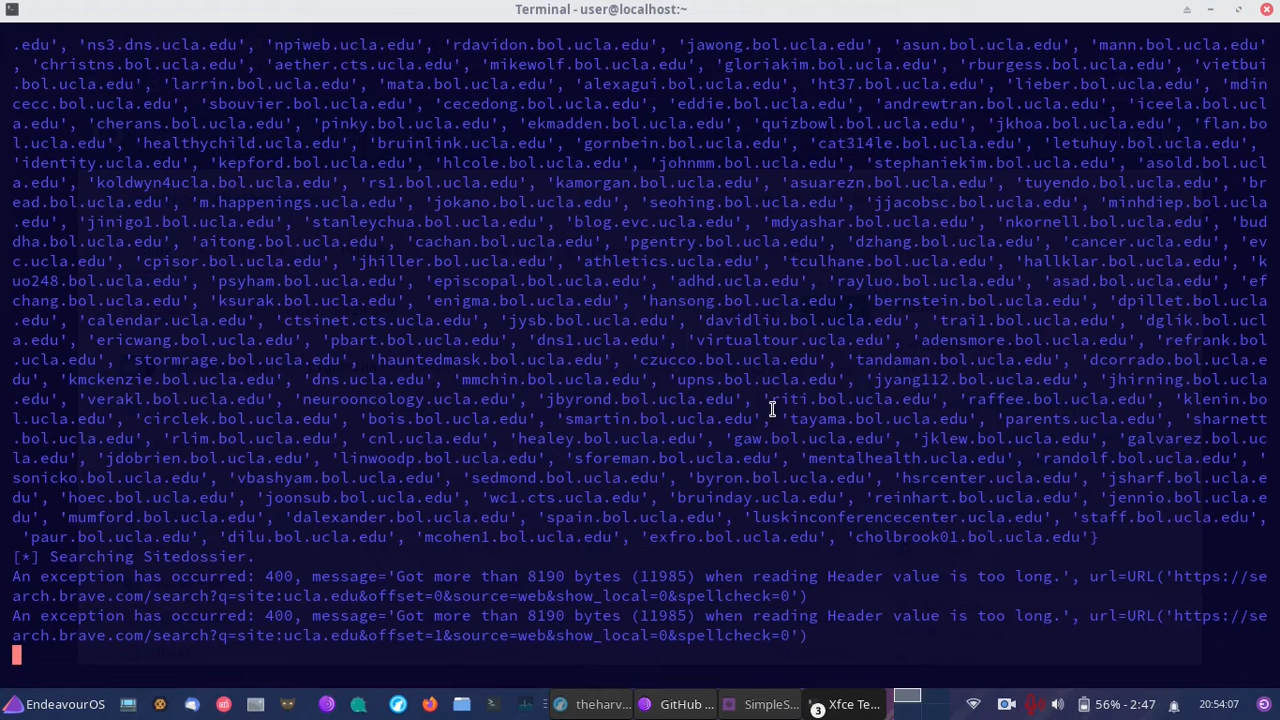 Terminal - user@localhost:~
.edu', 'ns3.dns.ucla.edu', 'npiweb.ucla.edu', 'rdavidon.bol.ucla.edu', 'jawong.bol.ucla.edu', 'asun.bol.ucla.edu', 'mann.bol.ucla.edu'
, 'christns.bol.ucla.edu', 'aether.cts.ucla.edu', 'mikewolf.bol.ucla.edu', 'gloriakim.bol.ucla.edu', 'rburgess.bol.ucla.edu', 'vietbui
.bol.ucla.edu', 'larrin.bol.ucla.edu', 'mata.bol.ucla.edu', 'alexagui.bol.ucla.edu', 'ht37.bol.ucla.edu', 'lieber.bol.ucla.edu', 'mdin
cecc.bol.ucla.edu', 'sbouvier.bol.ucla.edu', 'cecedong.bol.ucla.edu', 'eddie.bol.ucla.edu', 'andrewtran.bol.ucla.edu', 'iceela.bol.ucl
a.edu', 'cherans.bol.ucla.edu', 'pinky.bol.ucla.edu', 'ekmadden.bol.ucla.edu', 'quizbowl.bol.ucla.edu', 'jkhoa.bol.ucla.edu', 'flan.bo
l.ucla.edu', 'healthychild.ucla.edu', 'bruinlink.ucla.edu', 'gornbein.bol.ucla.edu', 'cat314le.bol.ucla.edu', 'letuhuy.bol.ucla.edu',
'identity.ucla.edu', 'kepford.bol.ucla.edu', 'hlcole.bol.ucla.edu', 'johnmm.bol.ucla.edu', 'stephaniekim.bol.ucla.edu', 'asold.bol.ucl
a.edu', 'koldwyn4ucla.bol.ucla.edu', 'rs1.bol.ucla.edu', 'kamorgan.bol.ucla.edu', 'asuarezn.bol.ucla.edu', 'tuyendo.bol.ucla.edu', 'br
ead.bol.ucla.edu', 'm.happenings.ucla.edu', 'jokano.bol.ucla.edu', 'seohing.bol.ucla.edu', 'jjacobsc.bol.ucla.edu', 'minhdiep.bol.ucla
.edu', 'jinigo1.bol.ucla.edu', 'stanleychua.bol.ucla.edu', 'blog.evc.ucla.edu', 'mdyashar.bol.ucla.edu', 'nkornell.bol.ucla.edu', 'bud
dha.bol.ucla.edu', 'aitong.bol.ucla.edu', 'cachan.bol.ucla.edu', 'pgentry.bol.ucla.edu', 'dzhang.bol.ucla.edu', 'cancer.ucla.edu', 'ev
c.ucla.edu', 'cpisor.bol.ucla.edu', 'jhiller.bol.ucla.edu', 'athletics.ucla.edu', 'tculhane.bol.ucla.edu', 'hallklar.bol.ucla.edu', 'k
uo248.bol.ucla.edu', 'psyham.bol.ucla.edu', 'episcopal.bol.ucla.edu', 'adhd.ucla.edu', 'rayluo.bol.ucla.edu', 'asad.bol.ucla.edu', 'ef
chang.bol.ucla.edu', 'ksurak.bol.ucla.edu', 'enigma.bol.ucla.edu', 'hansong.bol.ucla.edu', 'bernstein.bol.ucla.edu', 'dpillet.bol.ucla
.edu', 'calendar.ucla.edu', 'ctsinet.cts.ucla.edu', 'jysb.bol.ucla.edu', 'davidliu.bol.ucla.edu', 'trai1.bol.ucla.edu', 'dglik.bol.ucl
a.edu', 'ericwang.bol.ucla.edu', 'pbart.bol.ucla.edu', 'dns1.ucla.edu', 'virtualtour.ucla.edu', 'adensmore.bol.ucla.edu', 'refrank.bol
.ucla.edu', 'stormrage.bol.ucla.edu', 'hauntedmask.bol.ucla.edu', 'czucco.bol.ucla.edu', 'tandaman.bol.ucla.edu', 'dcorrado.bol.ucla.e
du', 'kmckenzie.bol.ucla.edu', 'dns.ucla.edu', 'mmchin.bol.ucla.edu', 'upns.bol.ucla.edu', 'jyang112.bol.ucla.edu', 'jhirning.bol.ucla
.edu', 'verakl.bol.ucla.edu', 'neurooncology.ucla.edu', 'jbyrond.bol.ucla.edu', 'titi.bol.ucla.edu', 'raffee.bol.ucla.edu', 'klenin.bo
l.ucla.edu', 'circlek.bol.ucla.edu', 'bois.bol.ucla.edu', 'smartin.bol.ucla.edu', 'tayama.bol.ucla.edu', 'parents.ucla.edu', 'sharnett
.bol.ucla.edu', 'rlim.bol.ucla.edu', 'cnl.ucla.edu', 'healey.bol.ucla.edu', 'gaw.bol.ucla.edu', 'jklew.bol.ucla.edu', 'galvarez.bol.uc
la.edu', 'jdobrien.bol.ucla.edu', 'linwoodp.bol.ucla.edu', 'sforeman.bol.ucla.edu', 'mentalhealth.ucla.edu', 'randolf.bol.ucla.edu', '
sonicko.bol.ucla.edu', 'vbashyam.bol.ucla.edu', 'sedmond.bol.ucla.edu', 'byron.bol.ucla.edu', 'hsrcenter.ucla.edu', 'jsharf.bol.ucla.e
du', 'hoec.bol.ucla.edu', 'joonsub.bol.ucla.edu', 'wc1.cts.ucla.edu', 'bruinday.ucla.edu', 'reinhart.bol.ucla.edu', 'jennio.bol.ucla.e
du', 'mumford.bol.ucla.edu', 'dalexander.bol.ucla.edu', 'spain.bol.ucla.edu', 'luskinconferencecenter.ucla.edu', 'staff.bol.ucla.edu',
'paur.bol.ucla.edu', 'dilu.bol.ucla.edu', 'mcohen1.bol.ucla.edu', 'exfro.bol.ucla.edu', 'cholbrook01.bol.ucla.edu'}
[*] Searching Sitedossier.
An exception has occurred: 400, message='Got more than 8190 bytes (11985) when reading Header value is too long.', url=URL('https://se
arch.brave.com/search?q=site:ucla.edu&offset=0&source=web&show_local=0&spellcheck=0')
An exception has occurred: 400, message='Got more than 8190 bytes (11985) when reading Header value is too long.', url=URL('https://se
arch.brave.com/search?q=site:ucla.edu&offset=1&source=web&show_local=0&spellcheck=0')
EndeavourOS theharv... GitHub ... SimpleS... 3 Xfce Te... 56% - 2:47 20:54:07